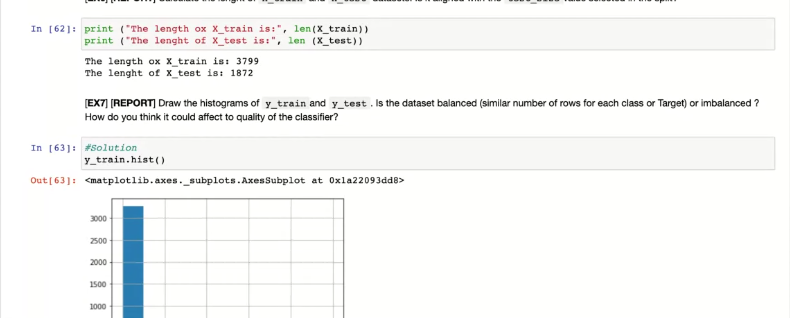 In [62]: print ("The length ox X_train is:", len(X_train))
print ("The lenght of X_test is:", len (X_test))
The length ox X_train is: 3799
The lenght of X_test is: 1872
[EX7] [REPORT] Draw the histograms of y_train and y_test . Is the dataset balanced (similar number of rows for each class or Target) or imbalanced ?
How do you think it could affect to quality of the classifier?
In [63]: #Solution
y_train.hist()
Out[63]: <matplotlib.axes._subplots.AxesSubplot at 0x1a22093dd8>
3000
2500
2000
1500
1000